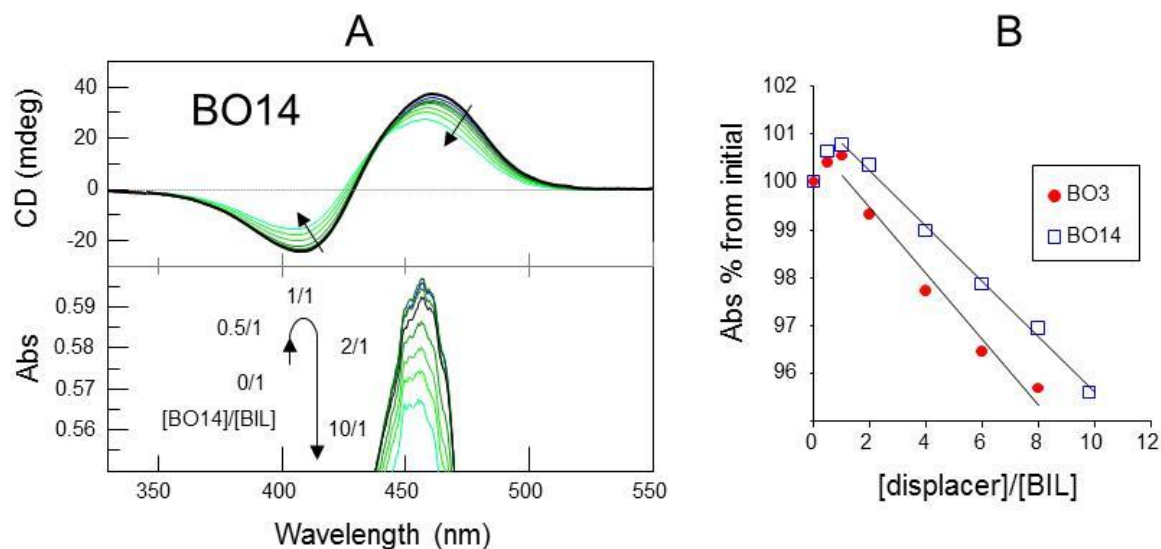 A
CD (mdeg)
40
20
0
-20
BO14
Abs
0.59
0.58
0.57
0.56
1/1
0.5/1
2/1
0/1
[BO14]/[BIL]
10/1
350
400
450
500
550
Wavelength (nm)
B
Abs % from initial
102
101
100
99
98
97
96
BO3
BO14
0
2
4
6
8
10
12
[displacer]/[BIL]